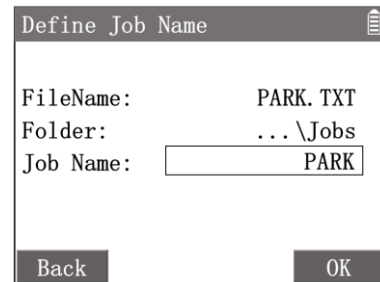 Define Job Name
FileName: PARK.TXT
Folder: ...\Jobs
Job Name: PARK
Back OK